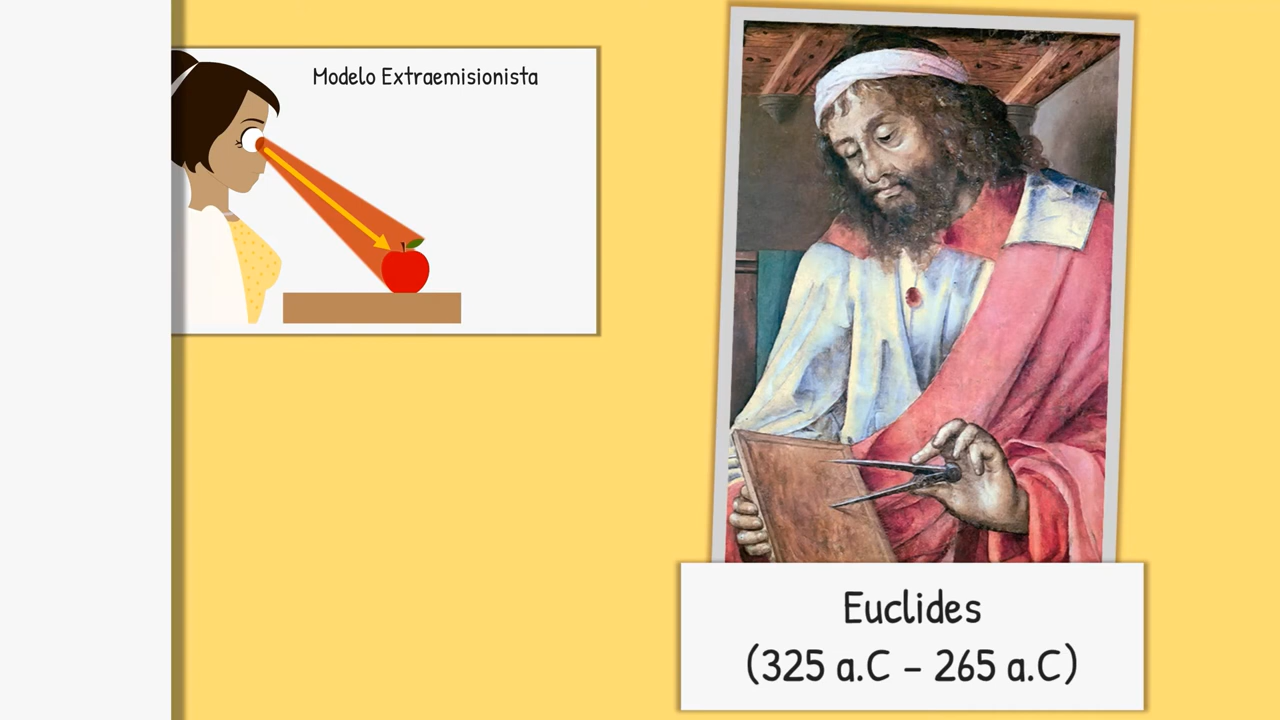 Modelo Extraemisionista
Euclides
(325 a.C – 265 a.C)